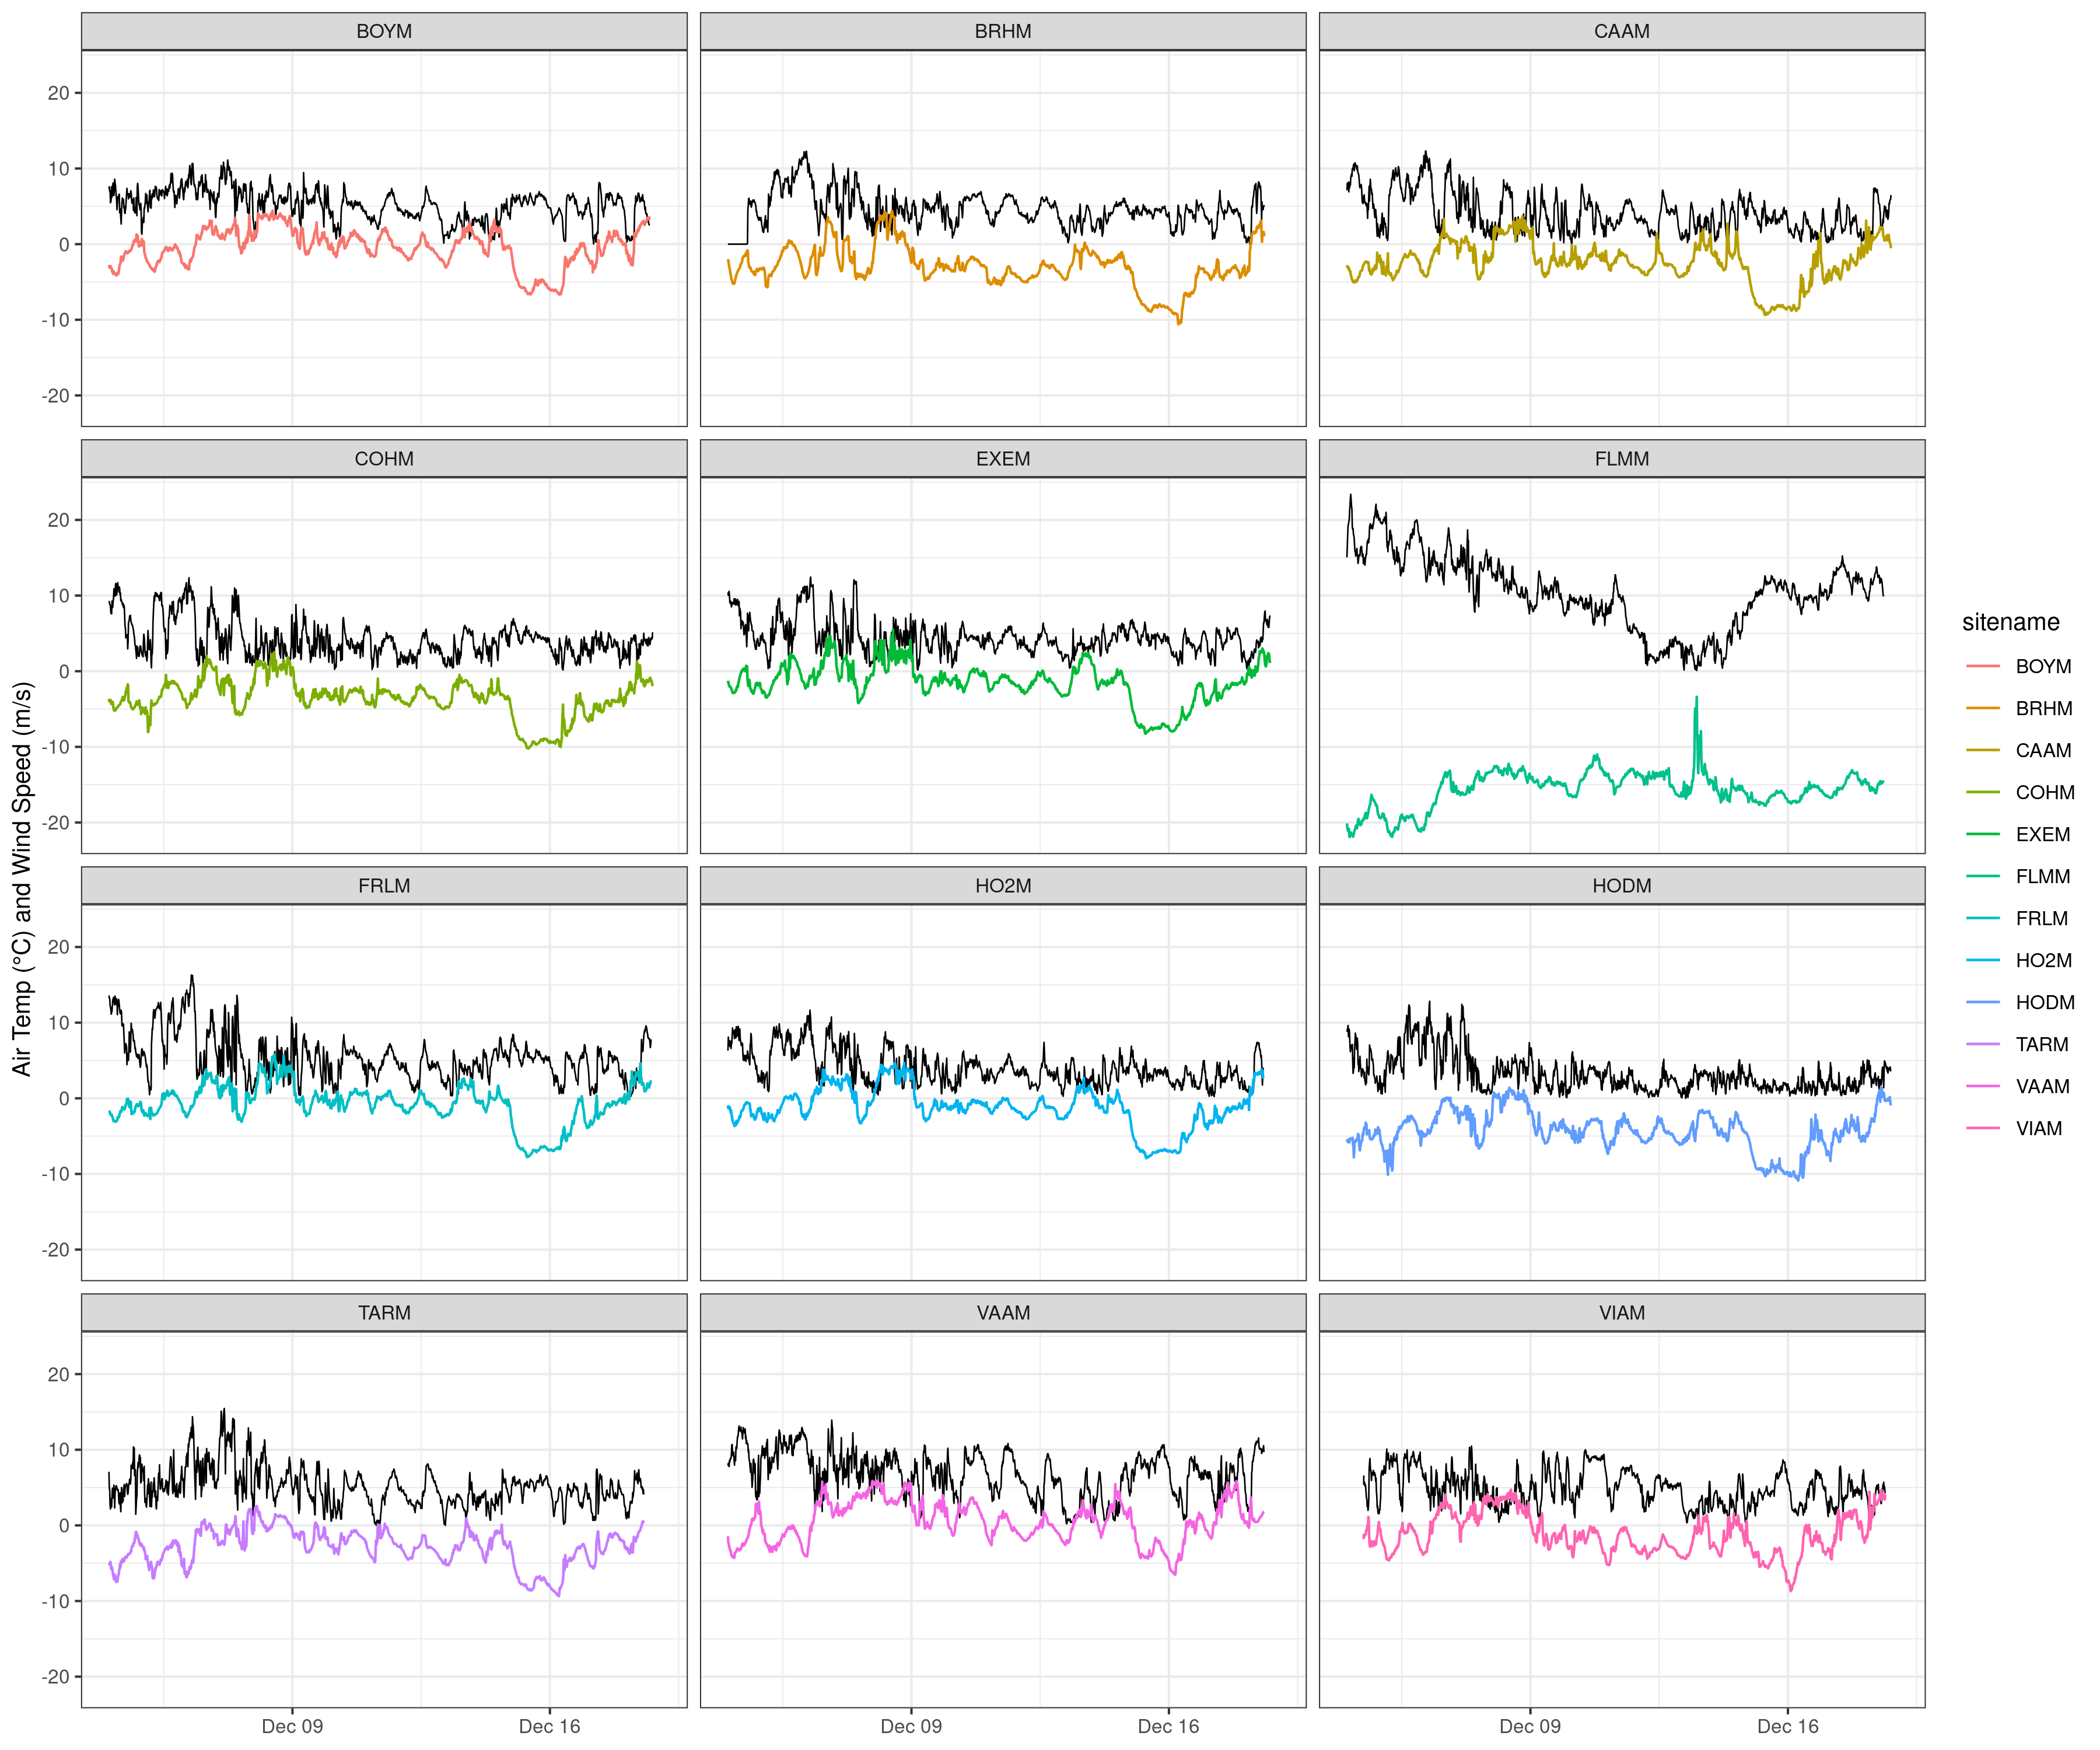 BOYM BRHM CAAM
20
10
0
-10
-20
COHM EXEM FLMM
20
10
0
-10
-20
FRLM HO2M HODM
20
10
0
-10
-20
TARM VAAM VIAM
20
10
0
-10
-20
Dec 09 Dec 16 Dec 09 Dec 16 Dec 09 Dec 16
Air Temp (°C) and Wind Speed (m/s)
sitename
BOYM
BRHM
CAAM
COHM
EXEM
FLMM
FRLM
HO2M
HODM
TARM
VAAM
VIAM